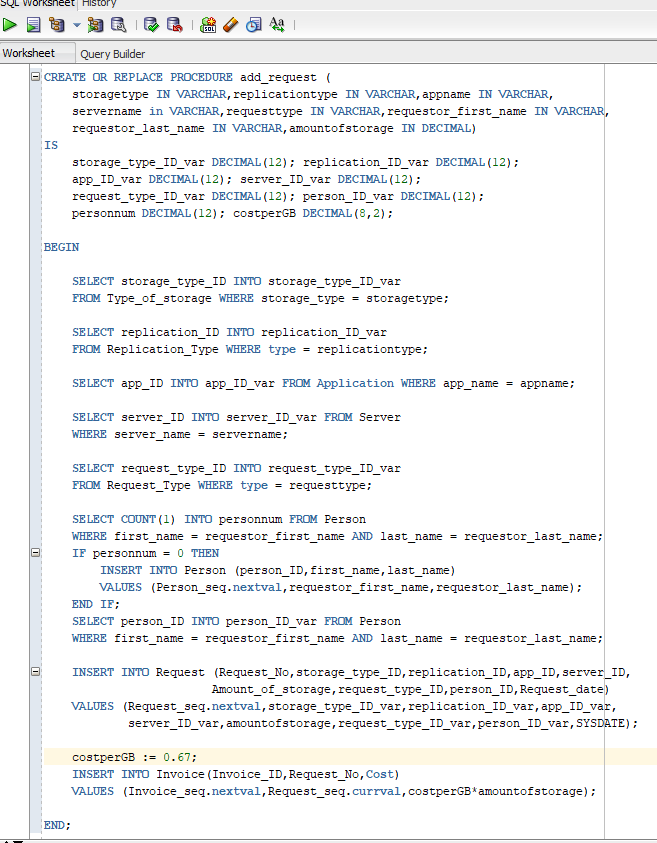 SQL Worksheet History
Worksheet Query Builder
CREATE OR REPLACE PROCEDURE add_request (
storagetype IN VARCHAR,replicationtype IN VARCHAR,appname IN VARCHAR,
servername in VARCHAR,requesttype IN VARCHAR,requestor_first_name IN VARCHAR,
requestor_last_name IN VARCHAR,amountofstorage IN DECIMAL)
IS
storage_type_ID_var DECIMAL(12); replication_ID_var DECIMAL(12);
app_ID_var DECIMAL(12); server_ID_var DECIMAL(12);
request_type_ID_var DECIMAL(12); person_ID_var DECIMAL(12);
personnum DECIMAL(12); costperGB DECIMAL(8,2);
BEGIN
SELECT storage_type_ID INTO storage_type_ID_var
FROM Type_of_storage WHERE storage_type = storagetype;
SELECT replication_ID INTO replication_ID_var
FROM Replication_Type WHERE type = replicationtype;
SELECT app_ID INTO app_ID_var FROM Application WHERE app_name = appname;
SELECT server_ID INTO server_ID_var FROM Server
WHERE server_name = servername;
SELECT request_type_ID INTO request_type_ID_var
FROM Request_Type WHERE type = requesttype;
SELECT COUNT(1) INTO personnum FROM Person
WHERE first_name = requestor_first_name AND last_name = requestor_last_name;
IF personnum = 0 THEN
INSERT INTO Person (person_ID,first_name,last_name)
VALUES (Person_seq.nextval,requestor_first_name,requestor_last_name);
END IF;
SELECT person_ID INTO person_ID_var FROM Person
WHERE first_name = requestor_first_name AND last_name = requestor_last_name;
INSERT INTO Request (Request_No,storage_type_ID,replication_ID,app_ID,server_ID,
Amount_of_storage,request_type_ID,person_ID,Request_date)
VALUES (Request_seq.nextval,storage_type_ID_var,replication_ID_var,app_ID_var,
server_ID_var,amountofstorage,request_type_ID_var,person_ID_var,SYSDATE);
costperGB := 0.67;
INSERT INTO Invoice(Invoice_ID,Request_No,Cost)
VALUES (Invoice_seq.nextval,Request_seq.currval,costperGB*amountofstorage);
END;